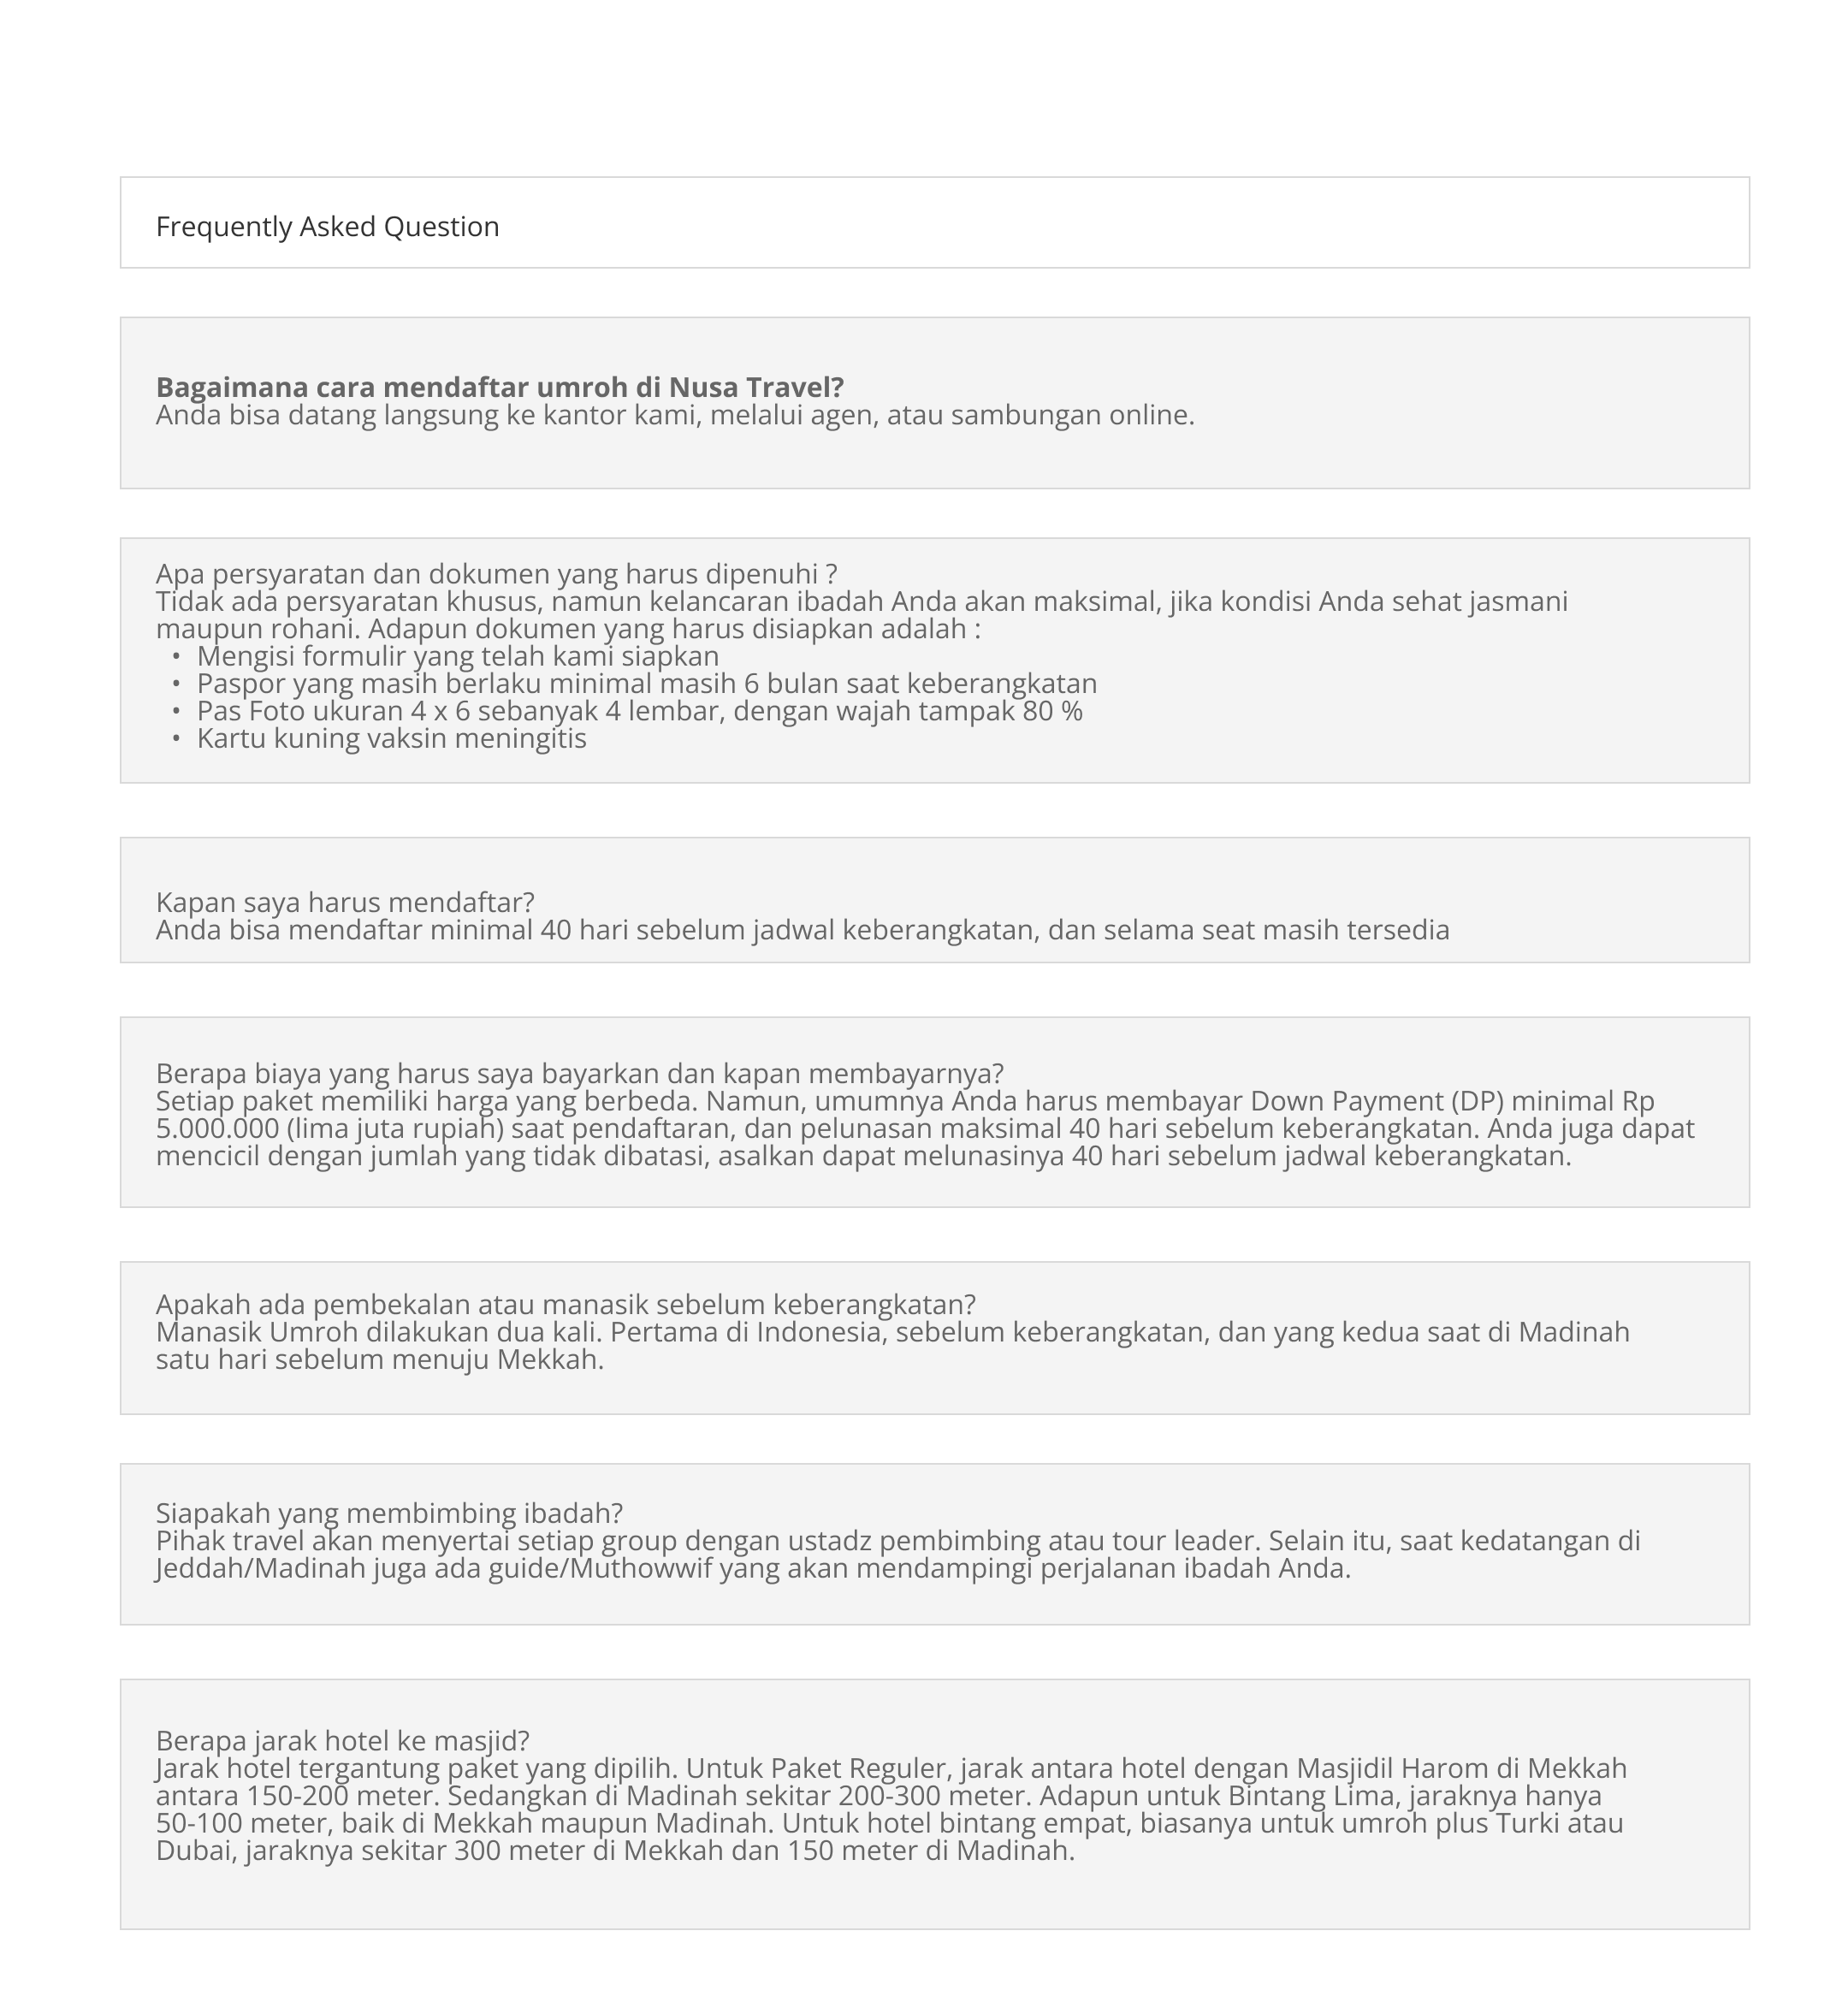 Frequently Asked Question
Bagaimana cara mendaftar umroh di Nusa Travel?
Anda bisa datang langsung ke kantor kami, melalui agen, atau sambungan online.
Apa persyaratan dan dokumen yang harus dipenuhi ?
Tidak ada persyaratan khusus, namun kelancaran ibadah Anda akan maksimal, jika kondisi Anda sehat jasmani
maupun rohani. Adapun dokumen yang harus disiapkan adalah :
• Mengisi formulir yang telah kami siapkan
• Paspor yang masih berlaku minimal masih 6 bulan saat keberangkatan
• Pas Foto ukuran 4 x 6 sebanyak 4 lembar, dengan wajah tampak 80 %
• Kartu kuning vaksin meningitis
Kapan saya harus mendaftar?
Anda bisa mendaftar minimal 40 hari sebelum jadwal keberangkatan, dan selama seat masih tersedia
Berapa biaya yang harus saya bayarkan dan kapan membayarnya?
Setiap paket memiliki harga yang berbeda. Namun, umumnya Anda harus membayar Down Payment (DP) minimal Rp
5.000.000 (lima juta rupiah) saat pendaftaran, dan pelunasan maksimal 40 hari sebelum keberangkatan. Anda juga dapat
mencicil dengan jumlah yang tidak dibatasi, asalkan dapat melunasinya 40 hari sebelum jadwal keberangkatan.
Apakah ada pembekalan atau manasik sebelum keberangkatan?
Manasik Umroh dilakukan dua kali. Pertama di Indonesia, sebelum keberangkatan, dan yang kedua saat di Madinah
satu hari sebelum menuju Mekkah.
Siapakah yang membimbing ibadah?
Pihak travel akan menyertai setiap group dengan ustadz pembimbing atau tour leader. Selain itu, saat kedatangan di
Jeddah/Madinah juga ada guide/Muthowwif yang akan mendampingi perjalanan ibadah Anda.
Berapa jarak hotel ke masjid?
Jarak hotel tergantung paket yang dipilih. Untuk Paket Reguler, jarak antara hotel dengan Masjidil Harom di Mekkah
antara 150-200 meter. Sedangkan di Madinah sekitar 200-300 meter. Adapun untuk Bintang Lima, jaraknya hanya
50-100 meter, baik di Mekkah maupun Madinah. Untuk hotel bintang empat, biasanya untuk umroh plus Turki atau
Dubai, jaraknya sekitar 300 meter di Mekkah dan 150 meter di Madinah.